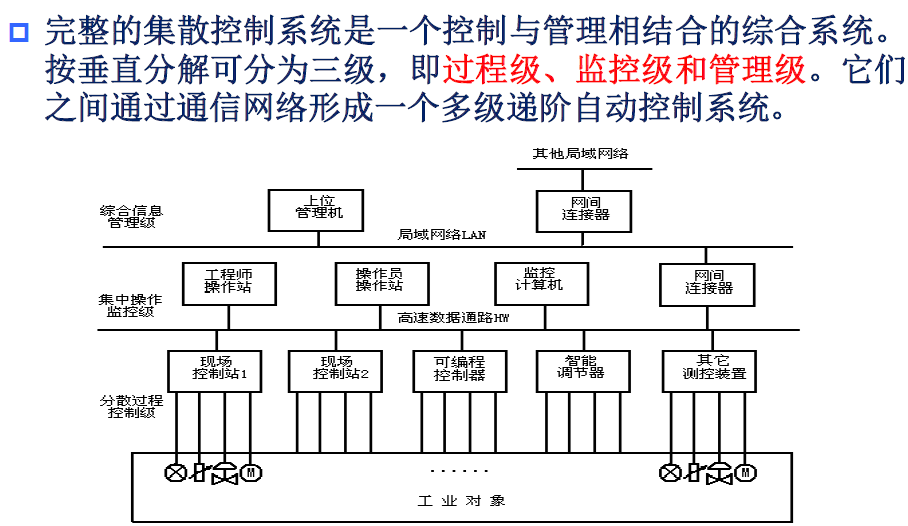 完整的集散控制系统是一个控制与管理相结合的综合系统。
按垂直分解可分为三级，即过程级、监控级和管理级。它们
之间通过通信网络形成一个多级递阶自动控制系统。
其他局域网络
综合信息
管理级
上位
管理机
网间
连接器
局域网络LAN
集中操作
监控级
工程师
操作站
操作员
操作站
监控
计算机
网间
连接器
高速数据通路HW
分散过程
控制级
现场
控制站1
现场
控制站2
可编程
控制器
智能
调节器
其它
测控装置
M
......
M
工业对象